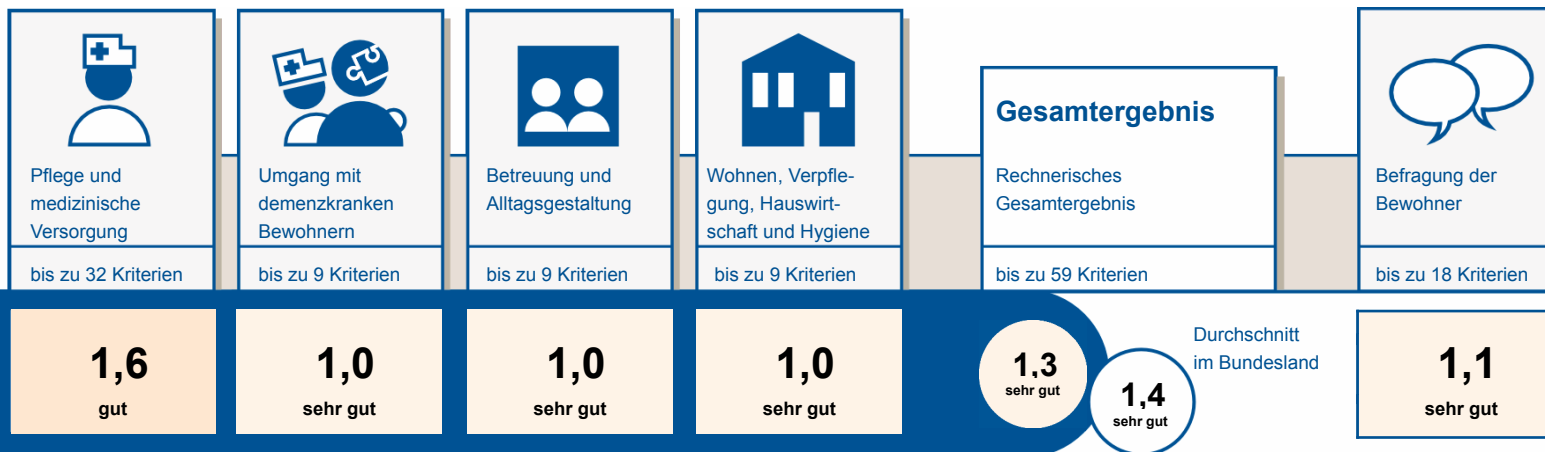 Pflege und
medizinische
Versorgung
bis zu 32 Kriterien
1,6
gut
Umgang mit
demenzkranken
Bewohnern
bis zu 9 Kriterien
1,0
sehr gut
Betreuung und
Alltagsgestaltung
bis zu 9 Kriterien
1,0
sehr gut
Wohnen, Verpfle-
gung, Hauswirt-
schaft und Hygiene
bis zu 9 Kriterien
1,0
sehr gut
Gesamtergebnis
Rechnerisches
Gesamtergebnis
bis zu 59 Kriterien
1,3
sehr gut
Durchschnitt
im Bundesland
1,4
sehr gut
Befragung der
Bewohner
bis zu 18 Kriterien
1,1
sehr gut